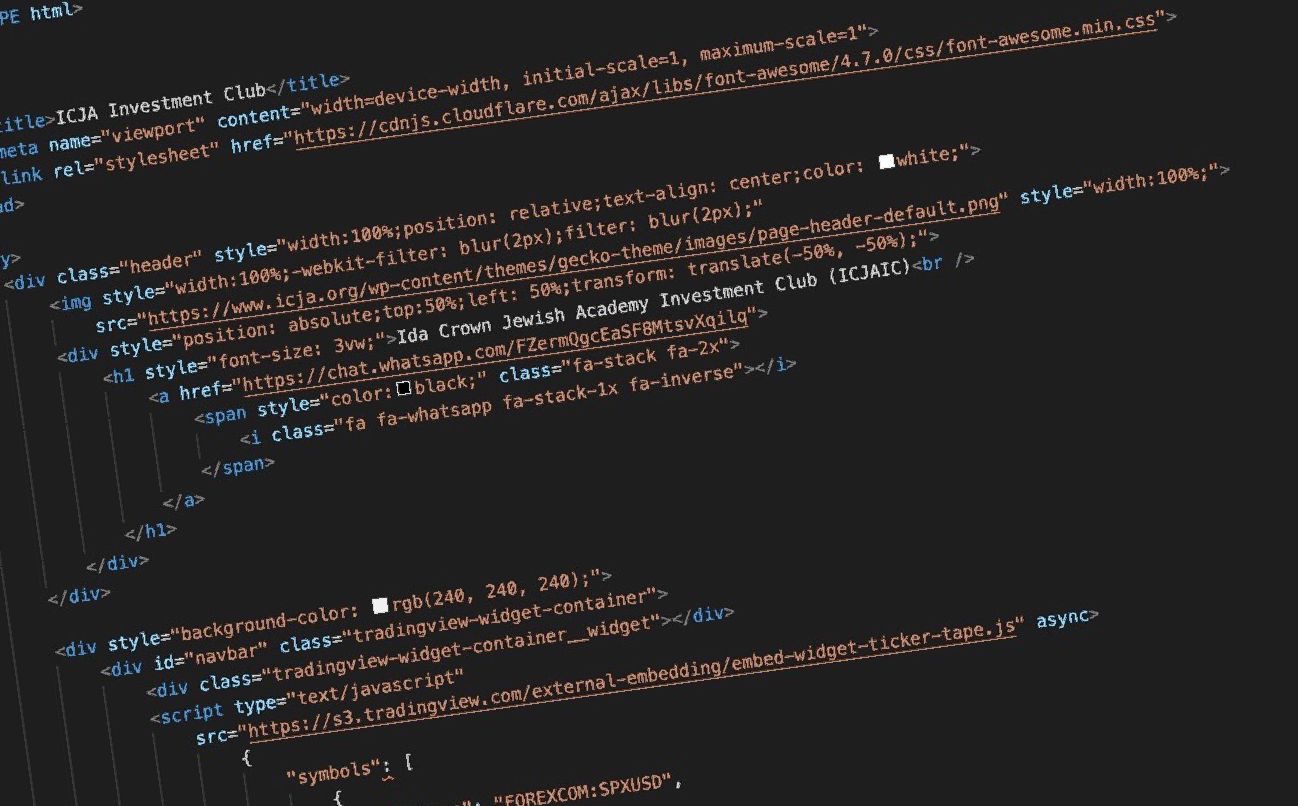 PE html>
title>ICJA Investment Club</title>
meta name="viewport" content="width=device-width, initial-scale=1, maximum-scale=1">
link rel="stylesheet" href="https://cdnjs.cloudflare.com/ajax/libs/font-awesome/4.7.0/css/font-awesome.min.css">
ad>
y>
<div class="header" style="width:100%;position: relative;text-align: center;color: white;">
<img style="width:100%;-webkit-filter: blur(2px);filter: blur(2px);"
src="https://www.icja.org/wp-content/themes/gecko-theme/images/page-header-default.png" style="width:100%;">
<div style="position: absolute;top:50%;left: 50%;transform: translate(-50%, -50%);">
<h1 style="font-size: 3vw;">Ida Crown Jewish Academy Investment Club (ICJAIC)<br />
<a href="https://chat.whatsapp.com/FZermQgcEaSF8MtsvXqilq">
<span style="color: black;" class="fa-stack fa-2x">
<i class="fa fa-whatsapp fa-stack-1x fa-inverse"></i>
</span>
</a>
</h1>
</div>
</div>
<div style="background-color: rgb(240, 240, 240);">
<div id="navbar" class="tradingview-widget-container">
<div class="tradingview-widget-container__widget"></div>
<script type="text/javascript"
src="https://s3.tradingview.com/external-embedding/embed-widget-ticker-tape.js" async>
{
"symbols": [
{
: "FOREXCOM:SPXUSD",